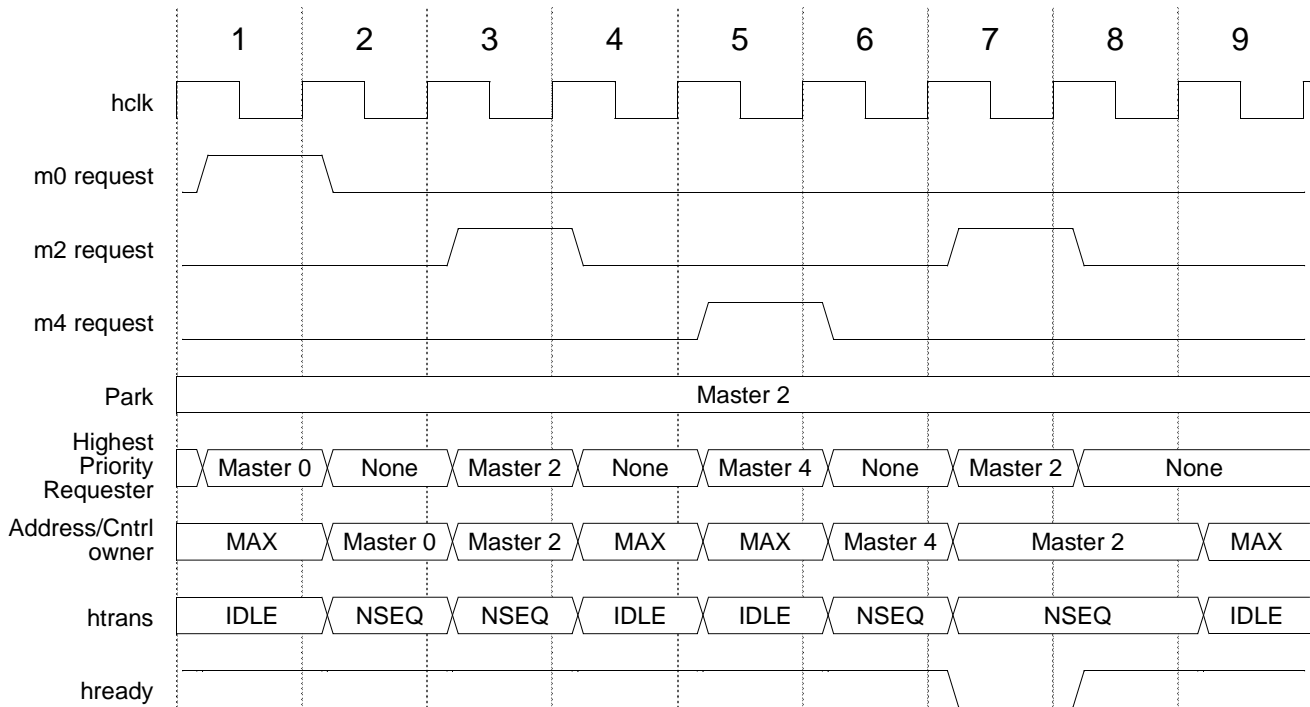 1 2 3 4 5 6 7 8 9
hclk
m0 request
m2 request
m4 request
Park Master 2
Highest
Priority Master 0 None Master 2 None Master 4 None Master 2 None
Requester
Address/Cntrl
owner MAX Master 0 Master 2 MAX MAX Master 4 Master 2 MAX
htrans IDLE NSEQ NSEQ IDLE IDLE NSEQ NSEQ IDLE
hready